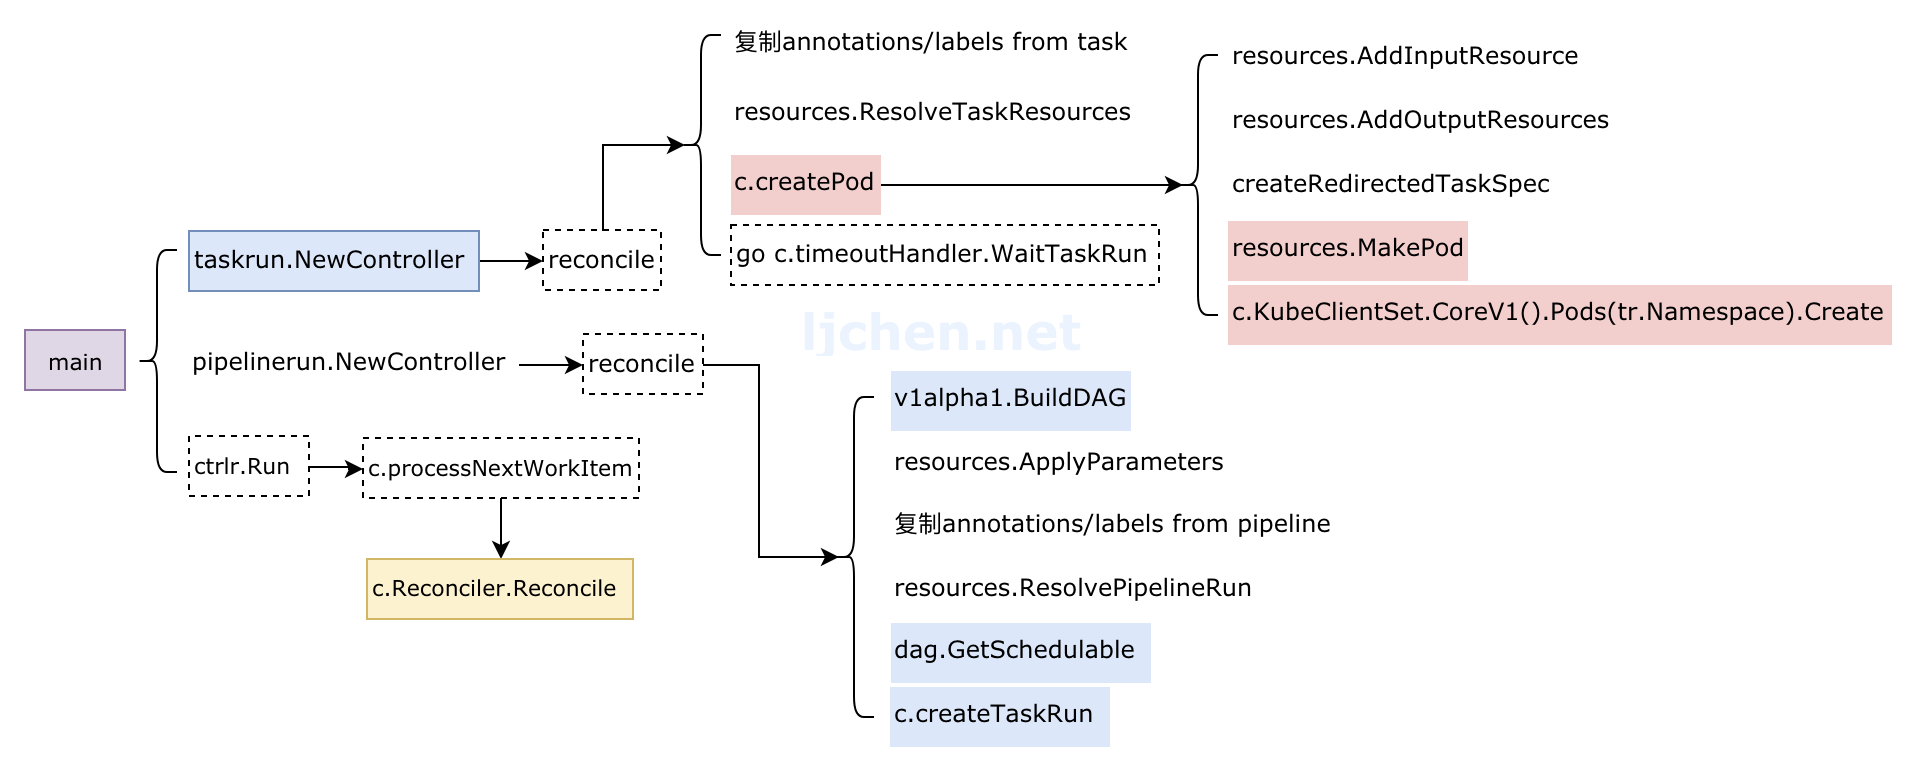 main
taskrun.NewController
reconcile
复制annotations/labels from task
resources.ResolveTaskResources
c.createPod
go c.timeoutHandler.WaitTaskRun
resources.AddInputResource
resources.AddOutputResources
createRedirectedTaskSpec
resources.MakePod
c.KubeClientSet.CoreV1().Pods(tr.Namespace).Create
ljchen.net
pipelinerun.NewController
reconcile
v1alpha1.BuildDAG
resources.ApplyParameters
复制annotations/labels from pipeline
resources.ResolvePipelineRun
dag.GetSchedulable
c.createTaskRun
ctrlr.Run
c.processNextWorkItem
c.Reconciler.Reconcile